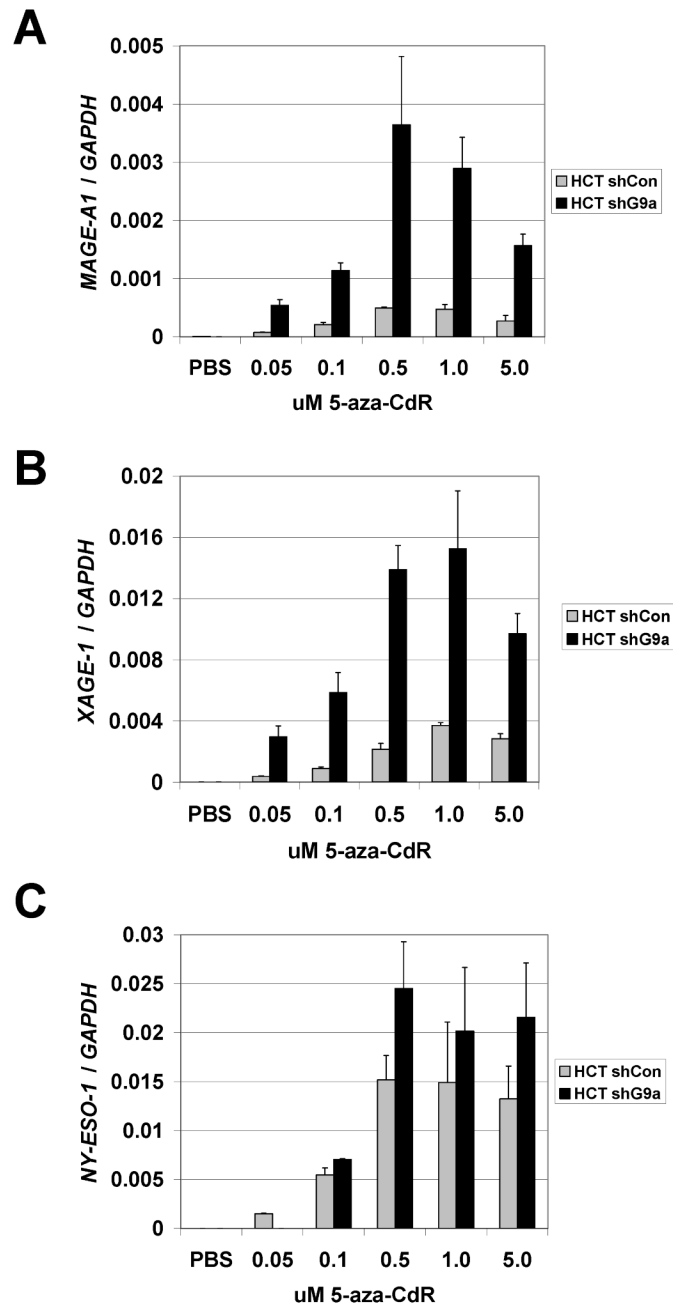 A
0.005
0.004
0.003
0.002
0.001
0
MAGE-A1 / GAPDH
HCT shCon
HCT shG9a
PBS 0.05 0.1 0.5 1.0 5.0
uM 5-aza-CdR
B
0.02
0.016
0.012
0.008
0.004
0
XAGE-1 / GAPDH
HCT shCon
HCT shG9a
PBS 0.05 0.1 0.5 1.0 5.0
uM 5-aza-CdR
C
0.03
0.025
0.02
0.015
0.01
0.005
0
NY-ESO-1 / GAPDH
HCT shCon
HCT shG9a
PBS 0.05 0.1 0.5 1.0 5.0
uM 5-aza-CdR